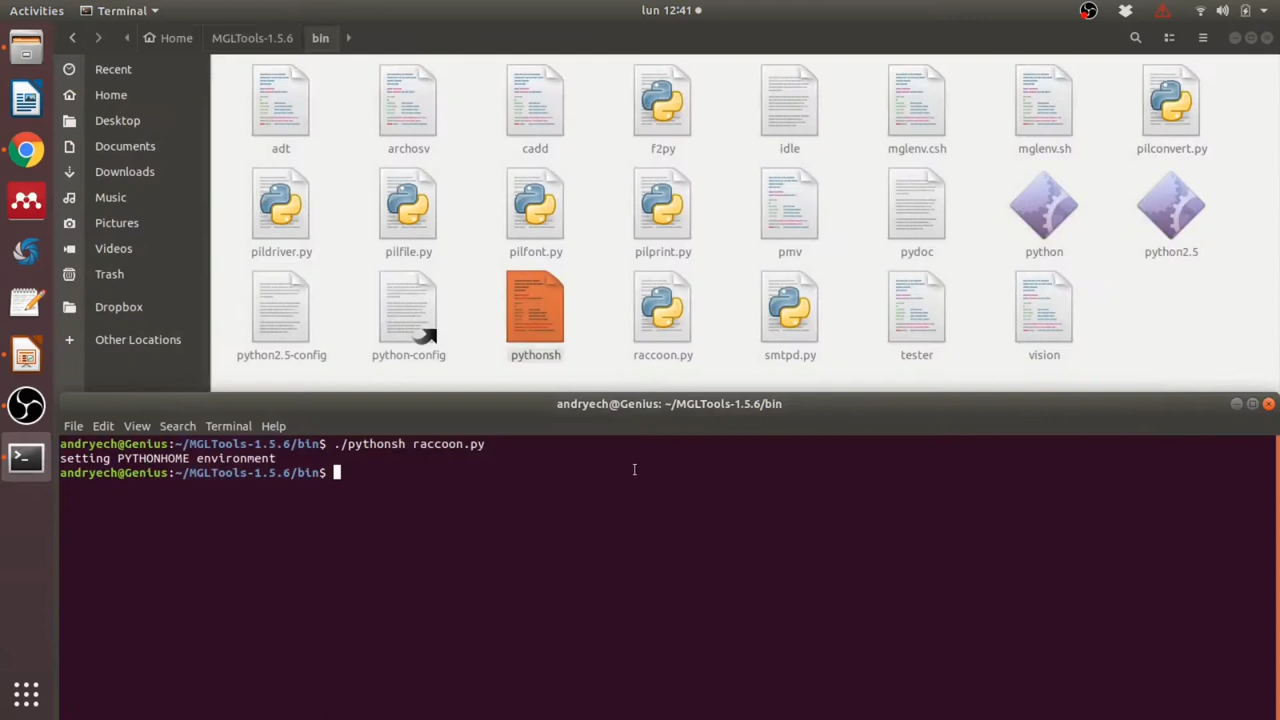 Activities Terminal lun 12:41
Home MGLTools-1.5.6 bin
Recent
Home
Desktop
Documents
Downloads
Music
Pictures
Videos
Trash
Dropbox
Other Locations
adt archosv cadd f2py idle mglenv.csh mglenv.sh pilconvert.py
pildriver.py pilfile.py pilfont.py pilprint.py pmv pydoc python python2.5
python2.5-config python-config pythonsh raccoon.py smtpd.py tester vision
andryech@Genius: ~/MGLTools-1.5.6/bin
File Edit View Search Terminal Help
andryech@Genius:~/MGLTools-1.5.6/bin$ ./pythonsh raccoon.py
setting PYTHONHOME environment
andryech@Genius:~/MGLTools-1.5.6/bin$